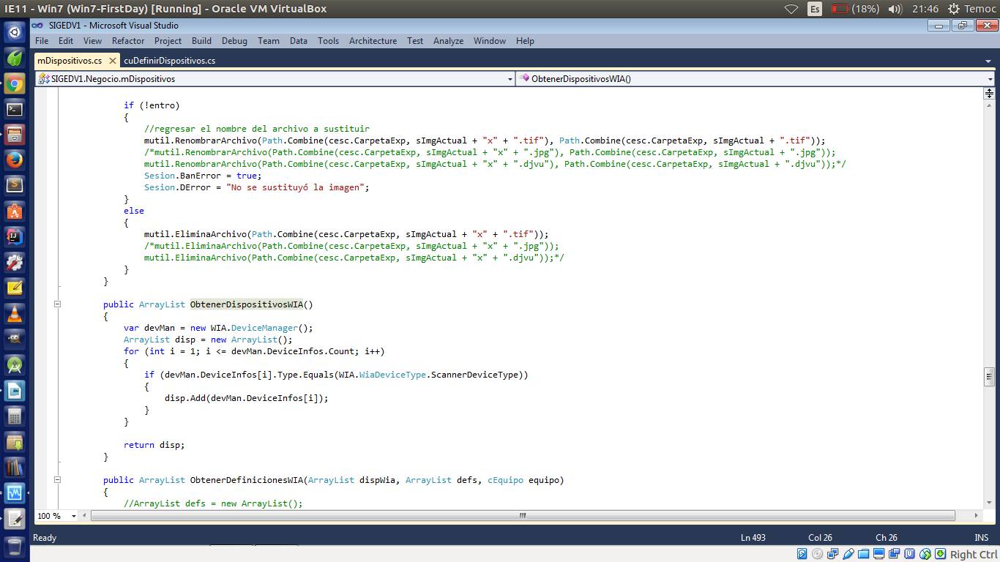 IE11 - Win7 (Win7-FirstDay) [Running] - Oracle VM VirtualBox
Es (18%) 21:46 Temoc
SIGEDV1 - Microsoft Visual Studio
File Edit View Refactor Project Build Debug Team Data Tools Architecture Test Analyze Window Help
mDispositivos.cs cuDefinirDispositivos.cs
SIGEDV1.Negocio.mDispositivos ObtenerDispositivosWIA()
if (!entro)
{
//regresar el nombre del archivo a sustituir
mutil.RenombrarArchivo(Path.Combine(cesc.CarpetaExp, sImgActual + "x" + ".tif"), Path.Combine(cesc.CarpetaExp, sImgActual + ".tif"));
/*mutil.RenombrarArchivo(Path.Combine(cesc.CarpetaExp, sImgActual + "x" + ".jpg"), Path.Combine(cesc.CarpetaExp, sImgActual + ".jpg"));
mutil.RenombrarArchivo(Path.Combine(cesc.CarpetaExp, sImgActual + "x" + ".djvu"), Path.Combine(cesc.CarpetaExp, sImgActual + ".djvu"));*/
Sesion.BanError = true;
Sesion.DError = "No se sustituyó la imagen";
}
else
{
mutil.EliminaArchivo(Path.Combine(cesc.CarpetaExp, sImgActual + "x" + ".tif"));
/*mutil.EliminaArchivo(Path.Combine(cesc.CarpetaExp, sImgActual + "x" + ".jpg"));
mutil.EliminaArchivo(Path.Combine(cesc.CarpetaExp, sImgActual + "x" + ".djvu"));*/
}
}
public ArrayList ObtenerDispositivosWIA()
{
var devMan = new WIA.DeviceManager();
ArrayList disp = new ArrayList();
for (int i = 1; i <= devMan.DeviceInfos.Count; i++)
{
if (devMan.DeviceInfos[i].Type.Equals(WIA.WiaDeviceType.ScannerDeviceType))
{
disp.Add(devMan.DeviceInfos[i]);
}
}
return disp;
}
public ArrayList ObtenerDefinicionesWIA(ArrayList dispWia, ArrayList defs, cEquipo equipo)
{
//ArrayList defs = new ArrayList();
100 %
Ready Ln 493 Col 26 Ch 26 INS
Right Ctrl